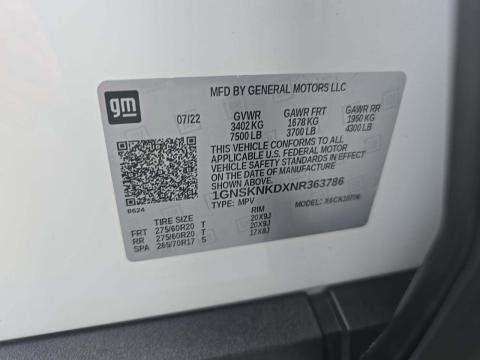 MFD BY GENERAL MOTORS LLC
gm
07/22
GVWR GAWR FRT GAWR RR
3402 KG 1678 KG 1950 KG
7500 LB 3700 LB 4300 LB
THIS VEHICLE CONFORMS TO ALL
APPLICABLE U.S. FEDERAL MOTOR
VEHICLE SAFETY STANDARDS IN
EFFECT ON THE DATE OF
MANUFACTURE SHOWN ABOVE.
1GNSKNKDXNR363786
TYPE: MPV MODEL:
0624
TIRE SIZE RIM
FRT 275/60R20 T 20X9J
RR 275/60R20 T 20X9J
SPA 265/70R17 S 17X8J